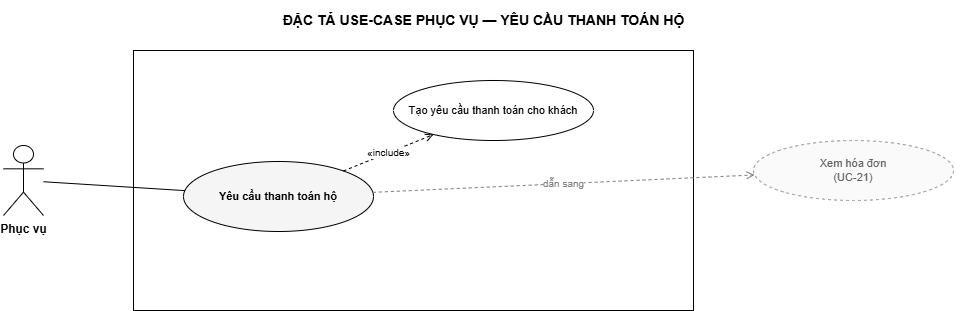 ĐẶC TẢ USE-CASE PHỤC VỤ — YÊU CẦU THANH TOÁN HỘ
Tạo yêu cầu thanh toán cho khách
«include»
Xem hóa đơn
(UC-21)
dẫn sang
Yêu cầu thanh toán hộ
Phục vụ